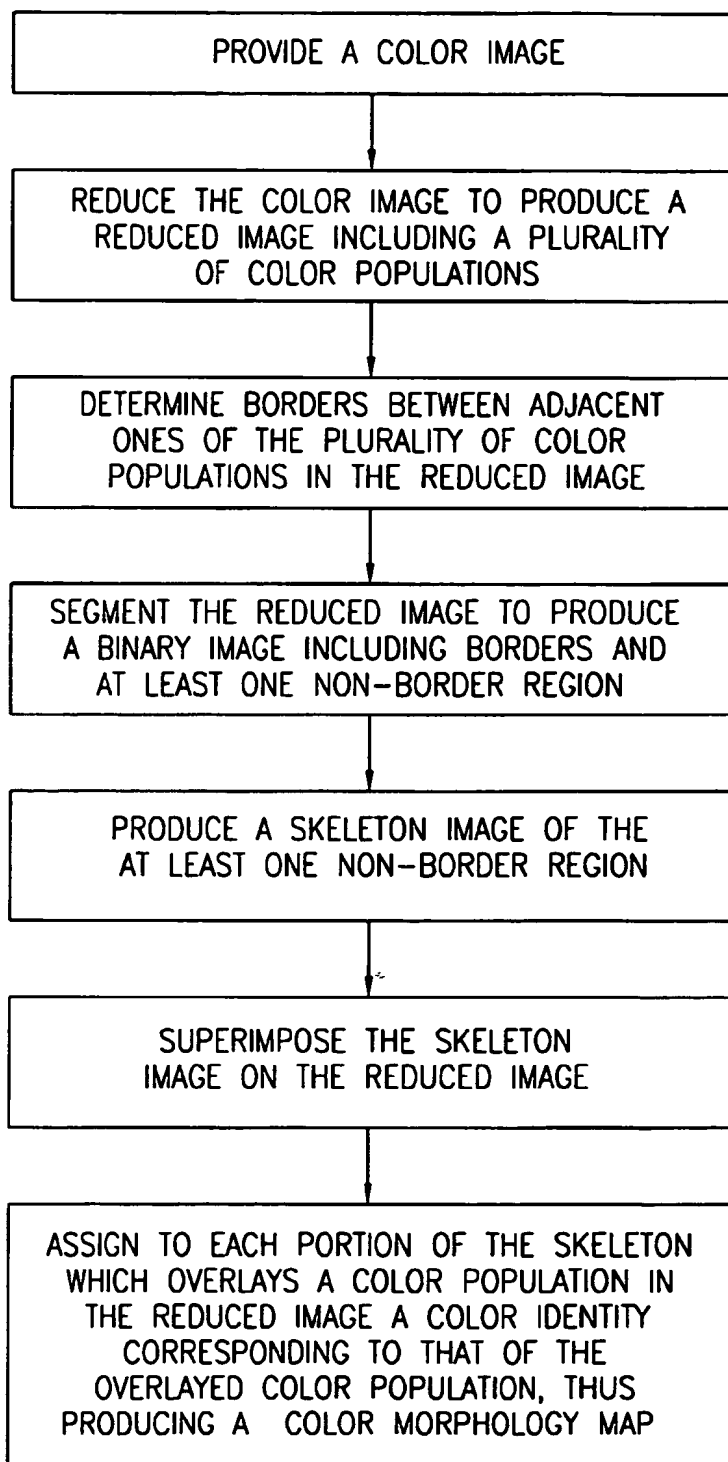 PROVIDE A COLOR IMAGE
REDUCE THE COLOR IMAGE TO PRODUCE A
REDUCED IMAGE INCLUDING A PLURALITY
OF COLOR POPULATIONS
DETERMINE BORDERS BETWEEN ADJACENT
ONES OF THE PLURALITY OF COLOR
POPULATIONS IN THE REDUCED IMAGE
SEGMENT THE REDUCED IMAGE TO PRODUCE
A BINARY IMAGE INCLUDING BORDERS AND
AT LEAST ONE NON-BORDER REGION
PRODUCE A SKELETON IMAGE OF THE
AT LEAST ONE NON-BORDER REGION
SUPERIMPOSE THE SKELETON
IMAGE ON THE REDUCED IMAGE
ASSIGN TO EACH PORTION OF THE SKELETON
WHICH OVERLAYS A COLOR POPULATION IN
THE REDUCED IMAGE A COLOR IDENTITY
CORRESPONDING TO THAT OF THE
OVERLAYED COLOR POPULATION, THUS
PRODUCING A COLOR MORPHOLOGY MAP